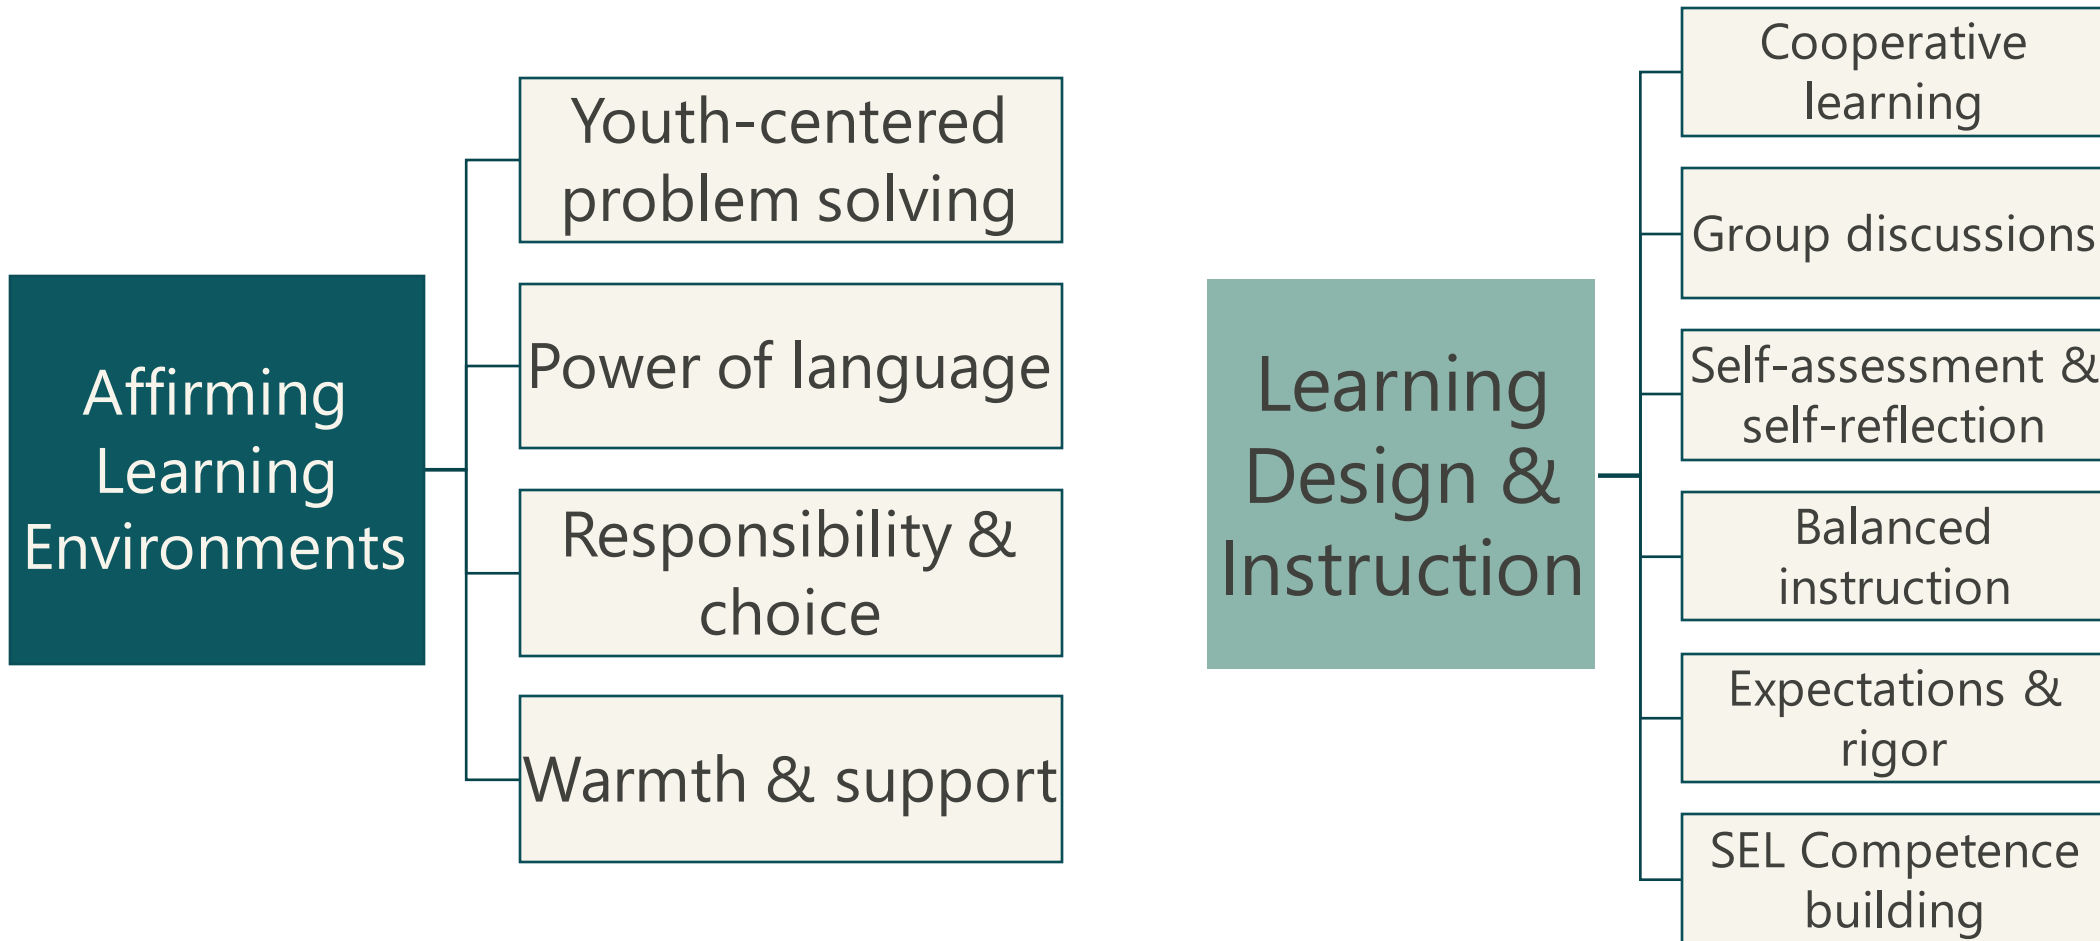 Affirming
Learning
Environments
Youth-centered
problem solving
Power of language
Responsibility &
choice
Warmth & support
Learning
Design &
Instruction
Cooperative
learning
Group discussions
Self-assessment &
self-reflection
Balanced
instruction
Expectations &
rigor
SEL Competence
building